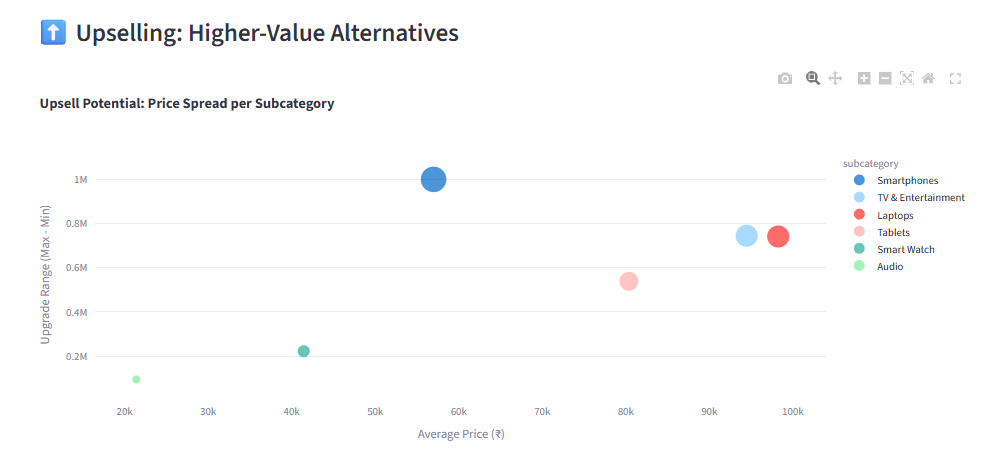 Upselling: Higher-Value Alternatives
Upsell Potential: Price Spread per Subcategory
subcategory
Smartphones
TV & Entertainment
Laptops
Tablets
Smart Watch
Audio
Upgrade Range (Max - Min)
1M
0.8M
0.6M
0.4M
0.2M
20k 30k 40k 50k 60k 70k 80k 90k 100k
Average Price (₹)